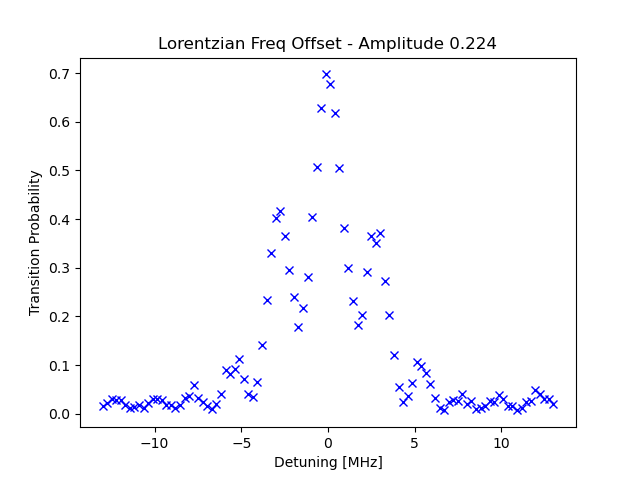 Lorentzian Freq Offset - Amplitude 0.224
Transition Probability
0.7
0.6
0.5
0.4
0.3
0.2
0.1
0.0
−10 −5 0 5 10
Detuning [MHz]